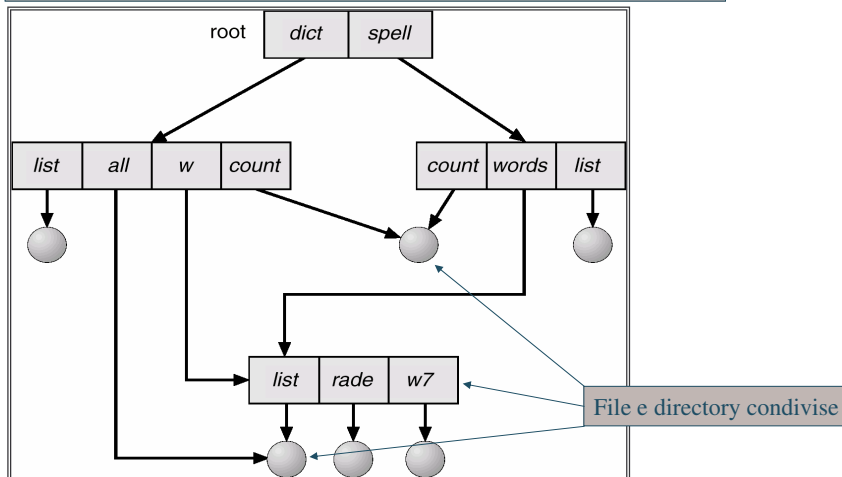 root dict spell
list all w count count words list
list rade w7
File e directory condivise